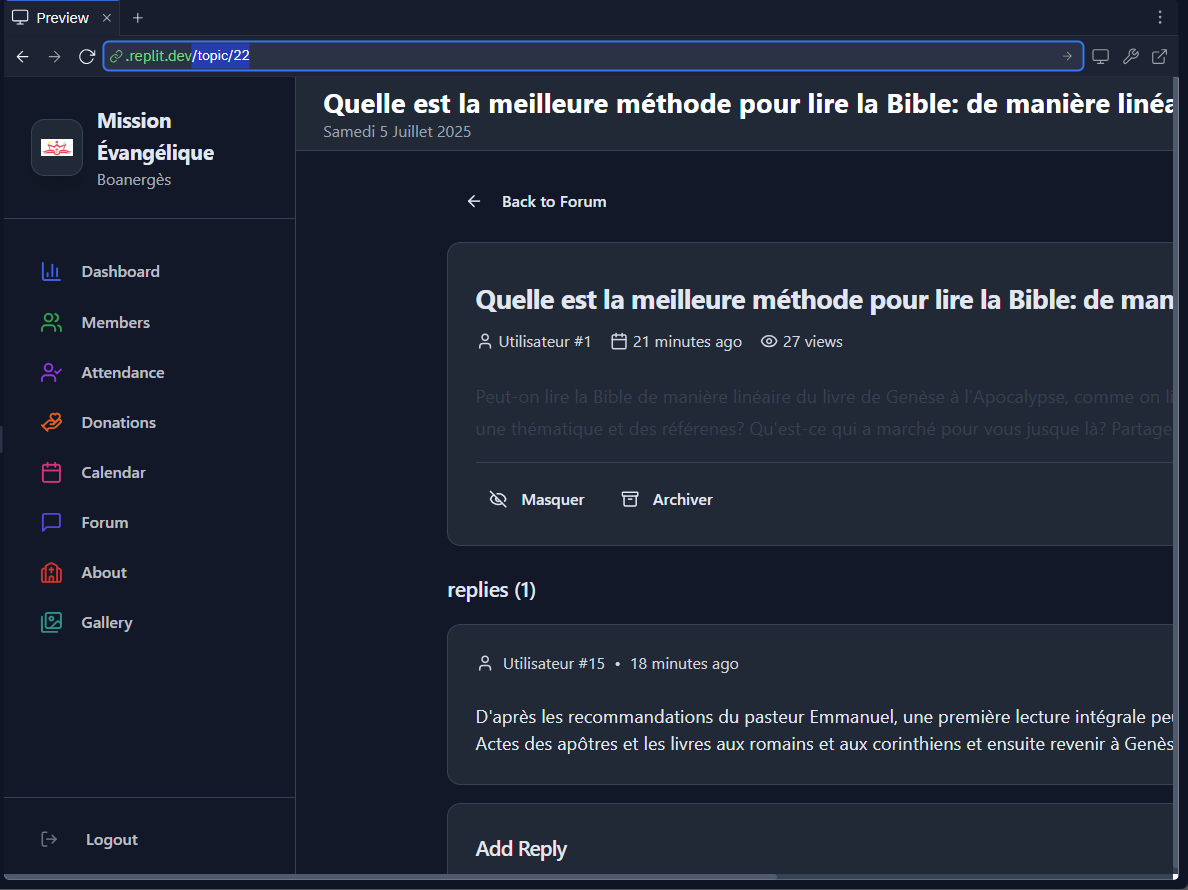 Preview
.replit.dev/topic/22
Mission
Évangélique
Boanergès
Dashboard
Members
Attendance
Donations
Calendar
Forum
About
Gallery
Logout
Quelle est la meilleure méthode pour lire la Bible: de manière linéa
Samedi 5 Juillet 2025
Back to Forum
Quelle est la meilleure méthode pour lire la Bible: de man
Utilisateur #1 21 minutes ago 27 views
Peut-on lire la Bible de manière linéaire du livre de Genèse à l'Apocalypse, comme on li
une thématique et des référenes? Qu'est-ce qui a marché pour vous jusque là? Partage
Masquer Archiver
replies (1)
Utilisateur #15 • 18 minutes ago
D'après les recommandations du pasteur Emmanuel, une première lecture intégrale peu
Actes des apôtres et les livres aux romains et aux corinthiens et ensuite revenir à Genès
Add Reply